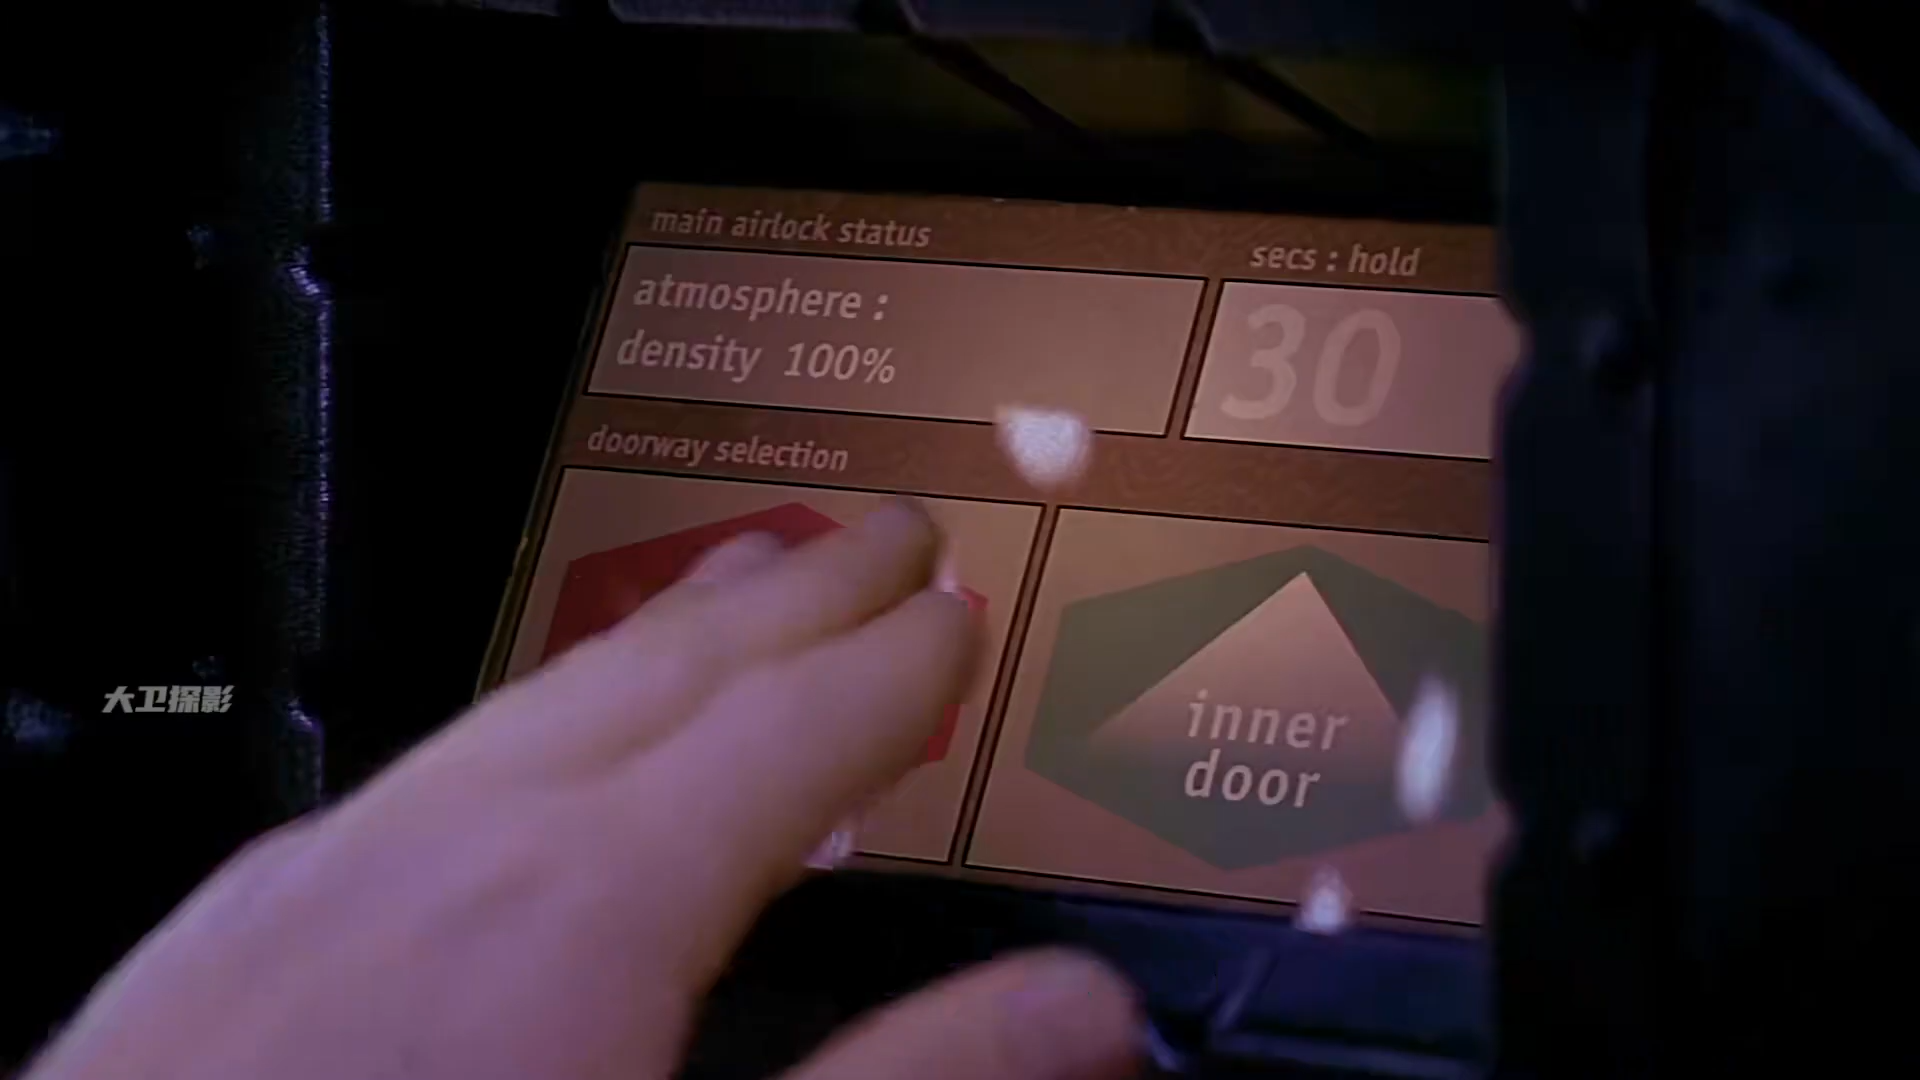 main airlock status
secs : hold
atmosphere :
density 100%
30
doorway selection
inner
door
大卫探影